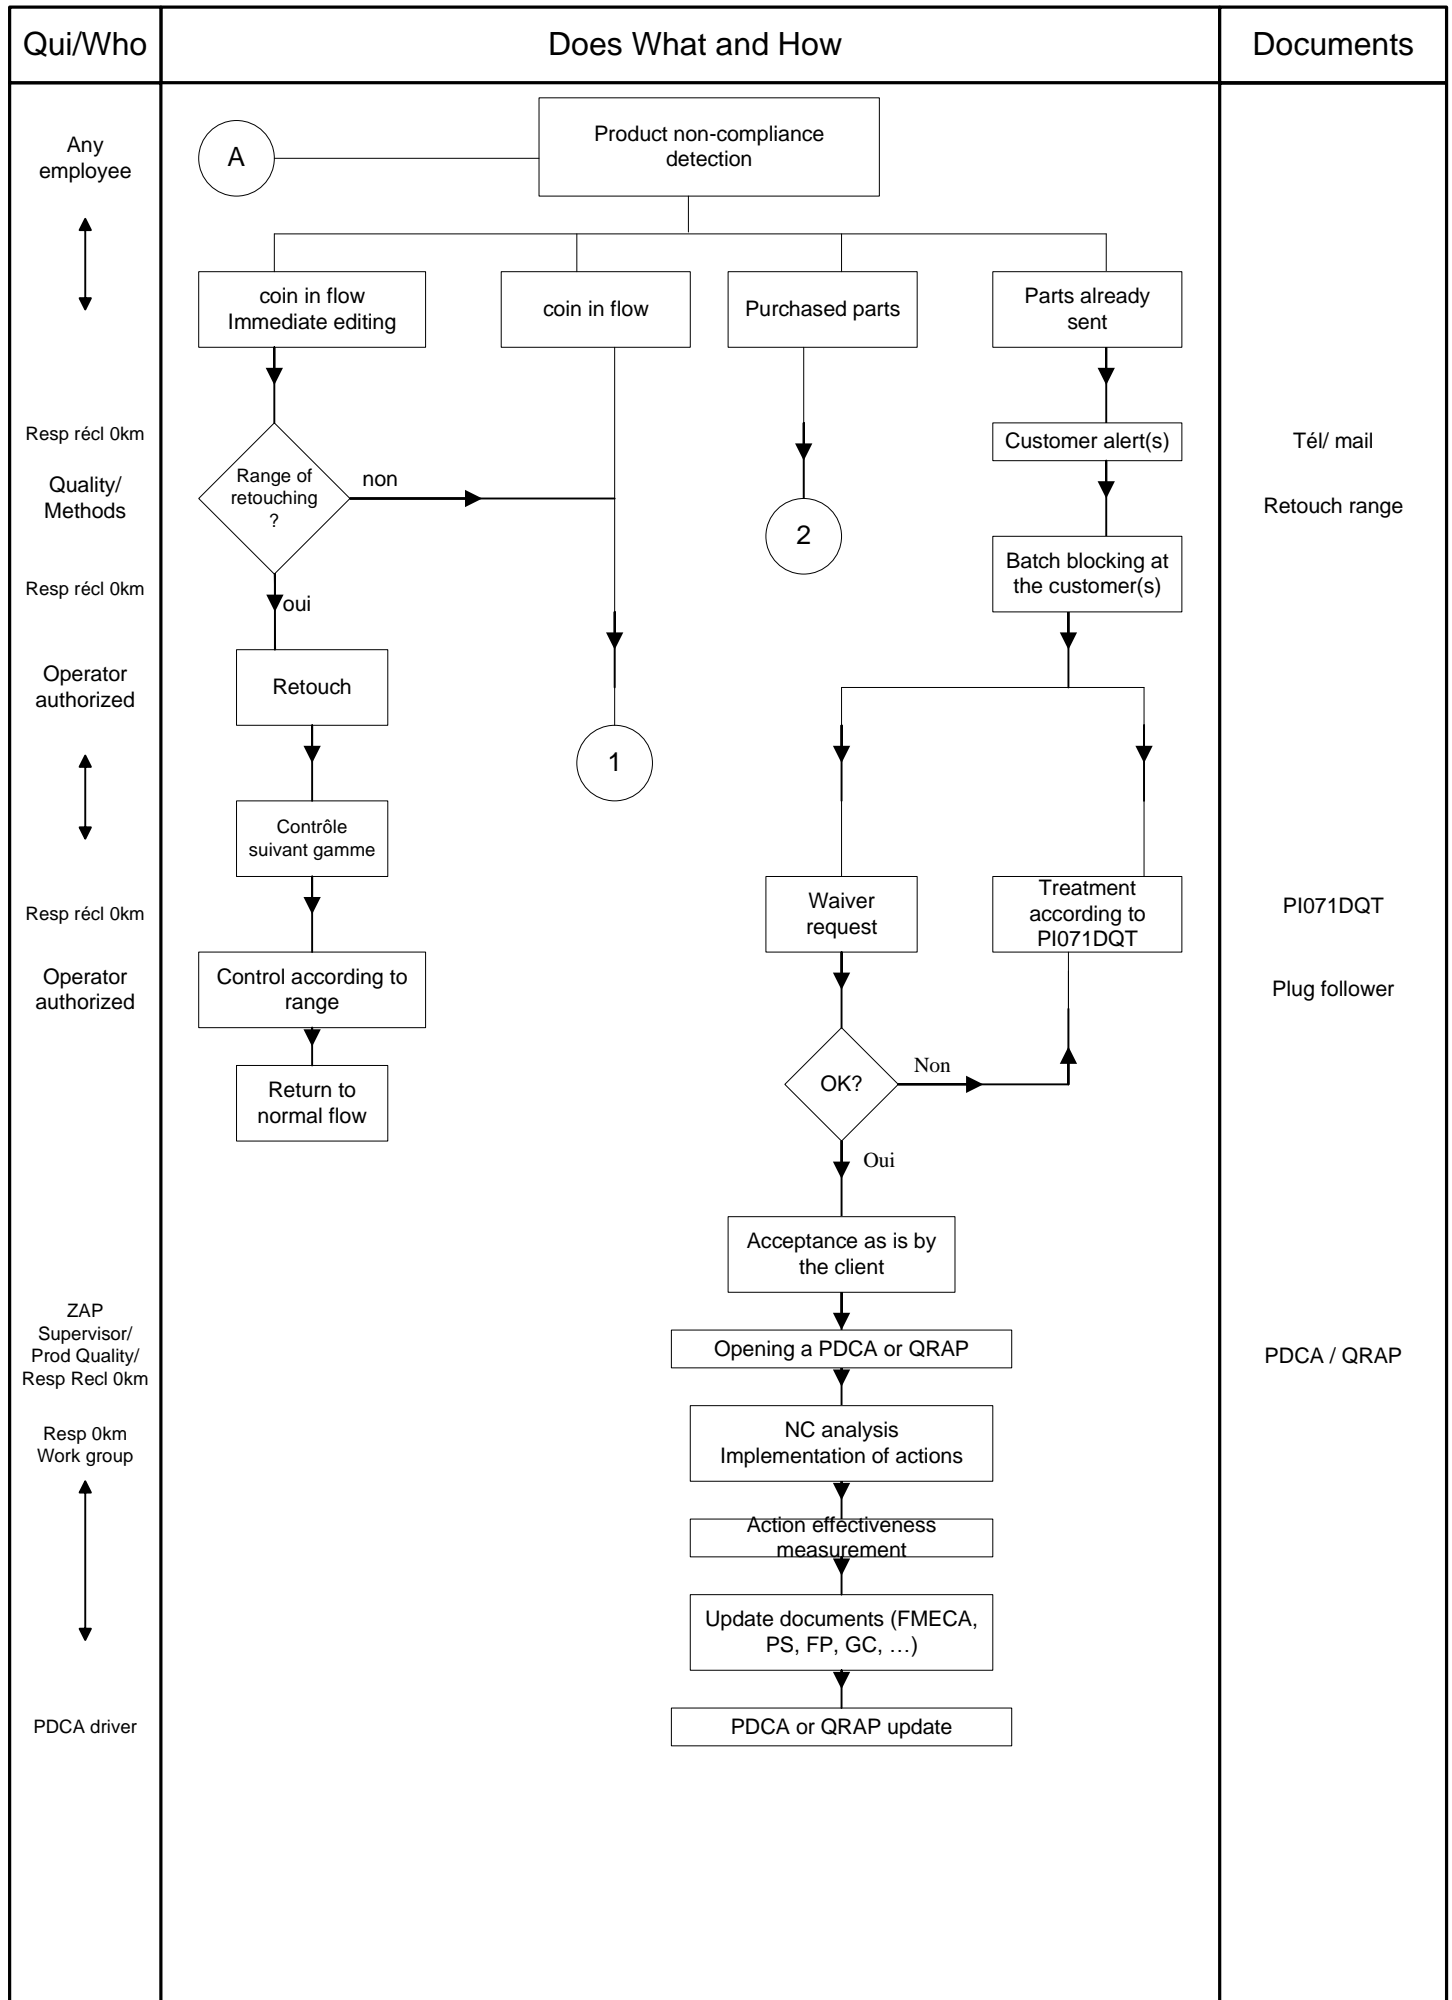 Qui/Who
Does What and How
Documents
Any
employee
A
Product non-compliance
detection
coin in flow
Immediate editing
coin in flow
Purchased parts
Parts already
sent
Resp récl 0km
Customer alert(s)
Tél/ mail
Quality/
Methods
Range of
retouching
?
non
2
Retouch range
Resp récl 0km
oui
Batch blocking at
the customer(s)
Operator
authorized
Retouch
1
Contrôle
suivant gamme
Resp récl 0km
Waiver
request
Treatment
according to
PI071DQT
PI071DQT
Operator
authorized
Control according to
range
Plug follower
Return to
normal flow
OK?
Non
Oui
Acceptance as is by
the client
ZAP
Supervisor/
Prod Quality/
Resp Recl 0km
Opening a PDCA or QRAP
PDCA / QRAP
Resp 0km
Work group
NC analysis
Implementation of actions
Action effectiveness
measurement
Update documents (FMECA,
PS, FP, GC, …)
PDCA driver
PDCA or QRAP update